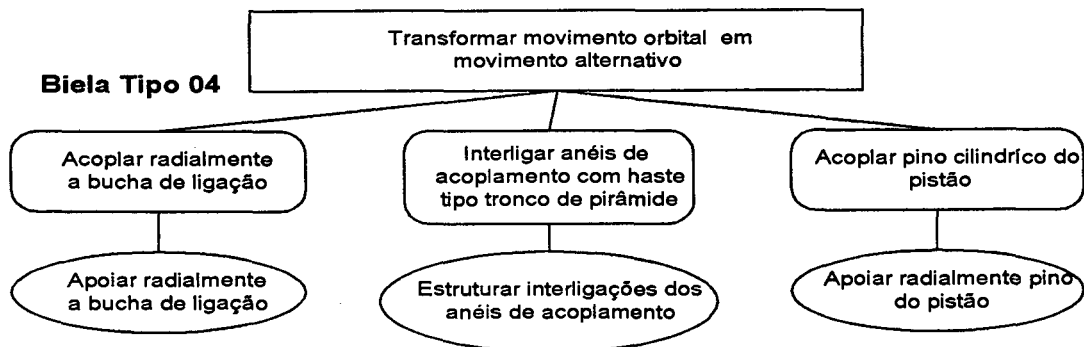 Transformar movimento orbital em
movimento alternativo
Biela Tipo 04
Acoplar radialmente
a bucha de ligação
Interligar anéis de
acoplamento com haste
tipo tronco de pirâmide
Acoplar pino cilindríco do
pistão
Apoiar radialmente
a bucha de ligação
Estruturar interligações dos
anéis de acoplamento
Apoiar radialmente pino
do pistão